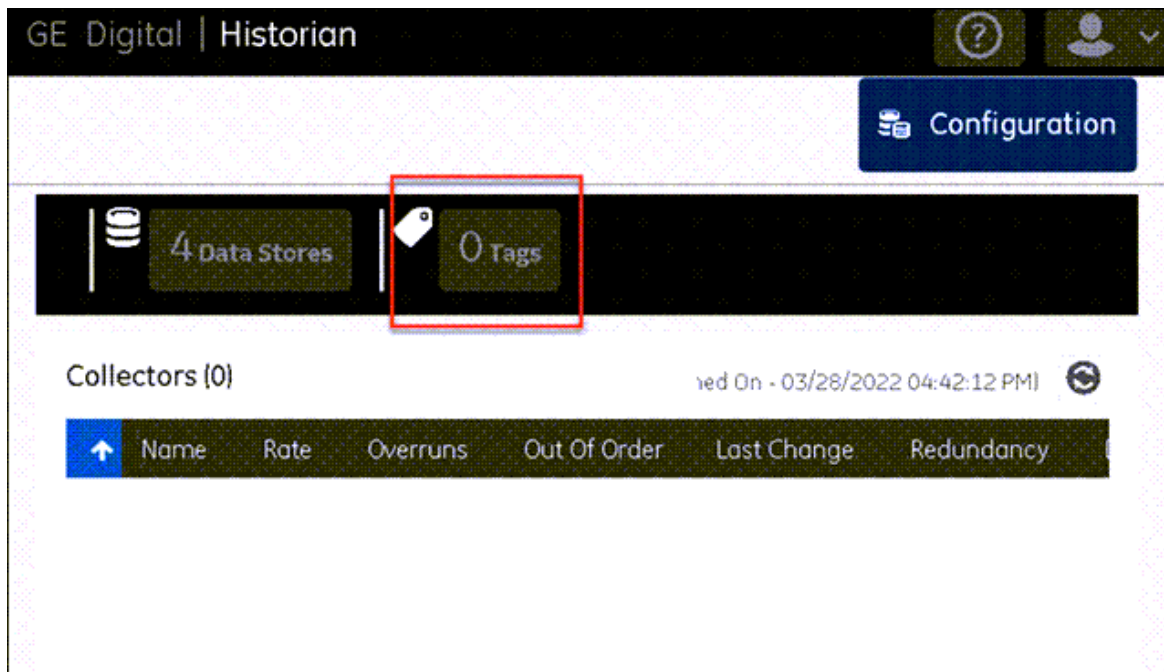 GE Digital | Historian
Configuration
4 Data Stores
0 Tags
Collectors (0)
On - 03/28/2022 04:42:12 PM)
Name Rate Overruns Out Of Order Last Change Redundancy